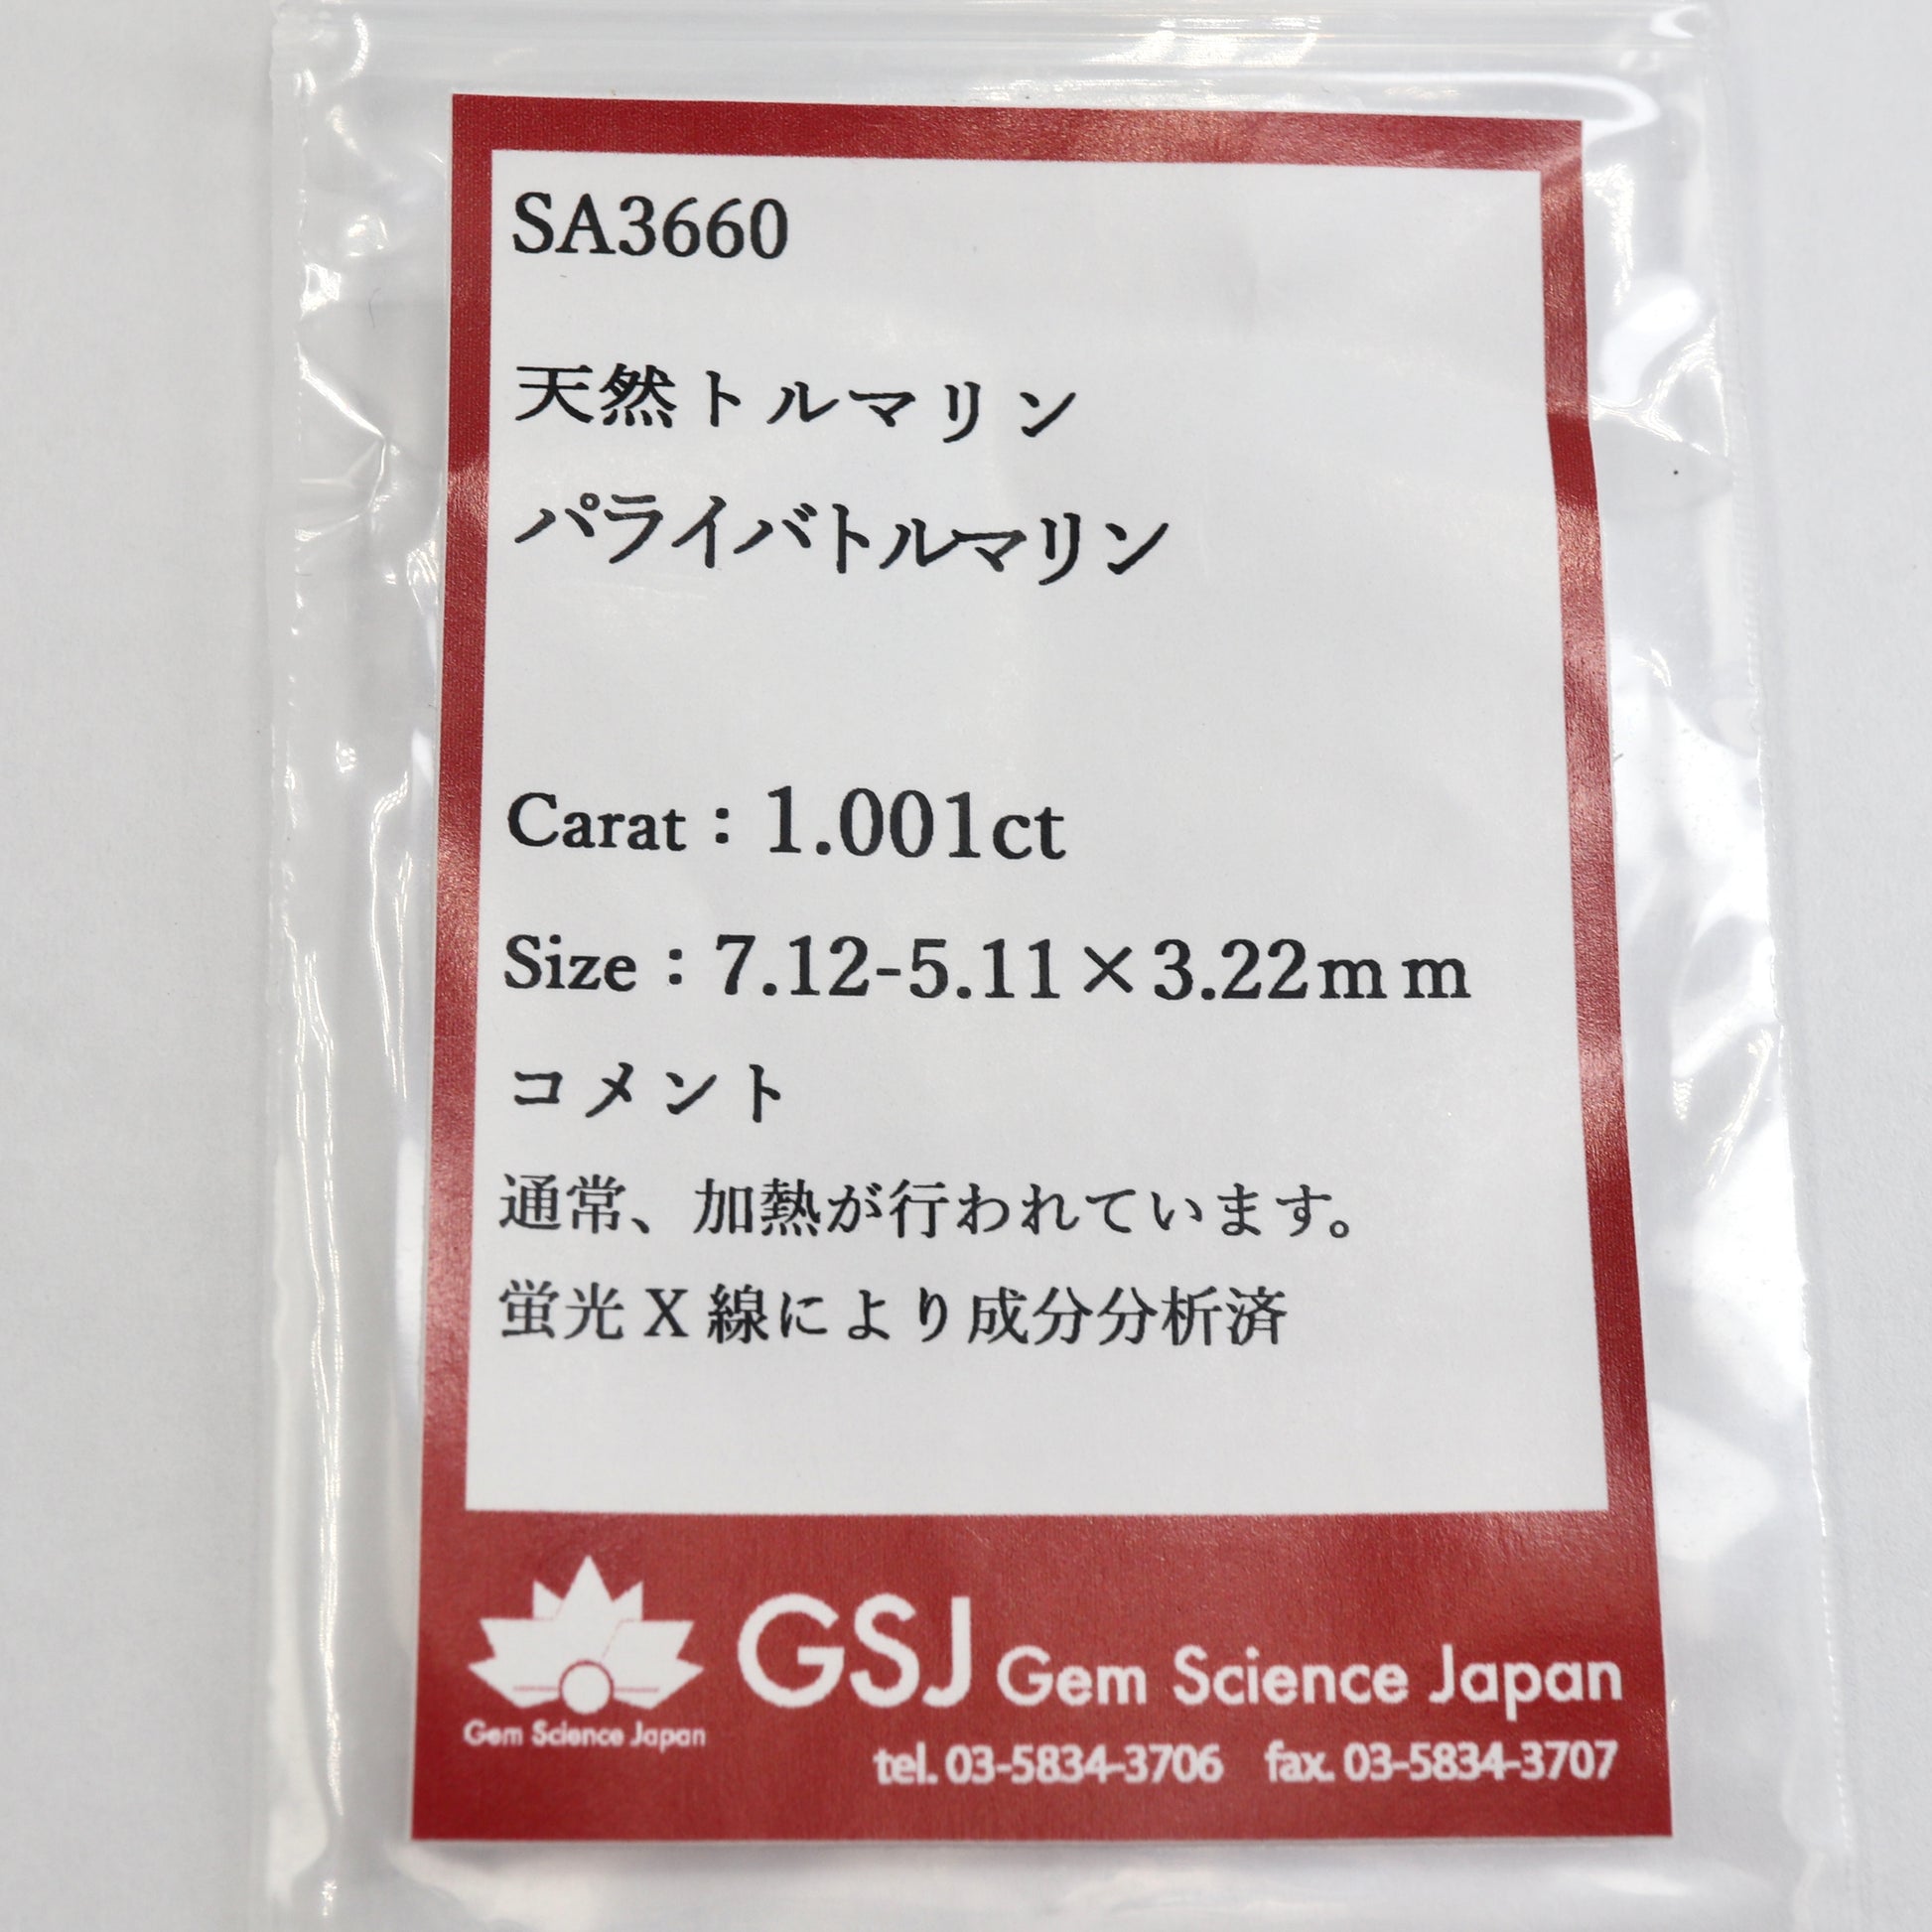 SA3660
天然トルマリン
パライバトルマリン
Carat：1.001ct
Size：7.12-5.11×3.22ｍｍ
コメント
通常、加熱が行われています。
蛍光X線により成分分析済
Gem Science Japan
GSJ Gem Science Japan
tel. 03-5834-3706 fax. 03-5834-3707